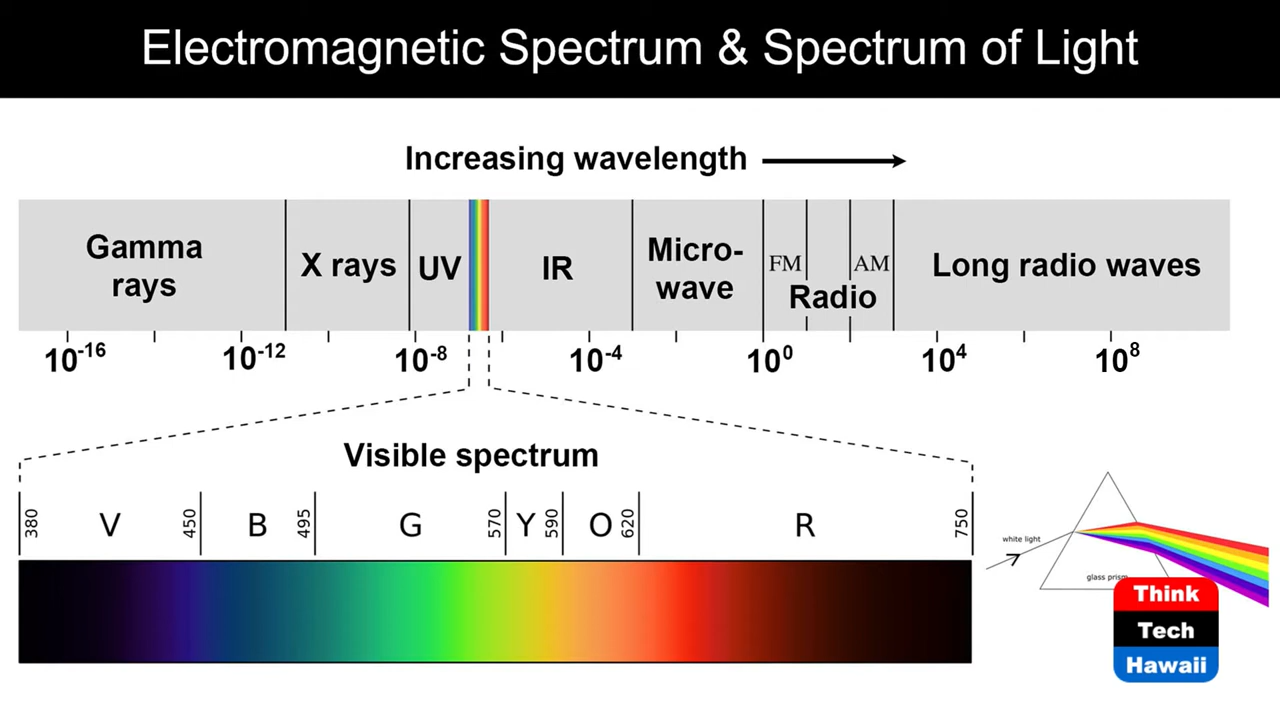 Electromagnetic Spectrum & Spectrum of Light
Increasing wavelength
Gamma
rays
X rays
UV
IR
Micro-
wave
FM
AM
Radio
Long radio waves
10⁻¹⁶
10⁻¹²
10⁻⁸
10⁻⁴
10⁰
10⁴
10⁸
Visible spectrum
380
V
450
B
495
G
570
Y
590
O
620
R
750
white light
glass prism
Think
Tech
Hawaii